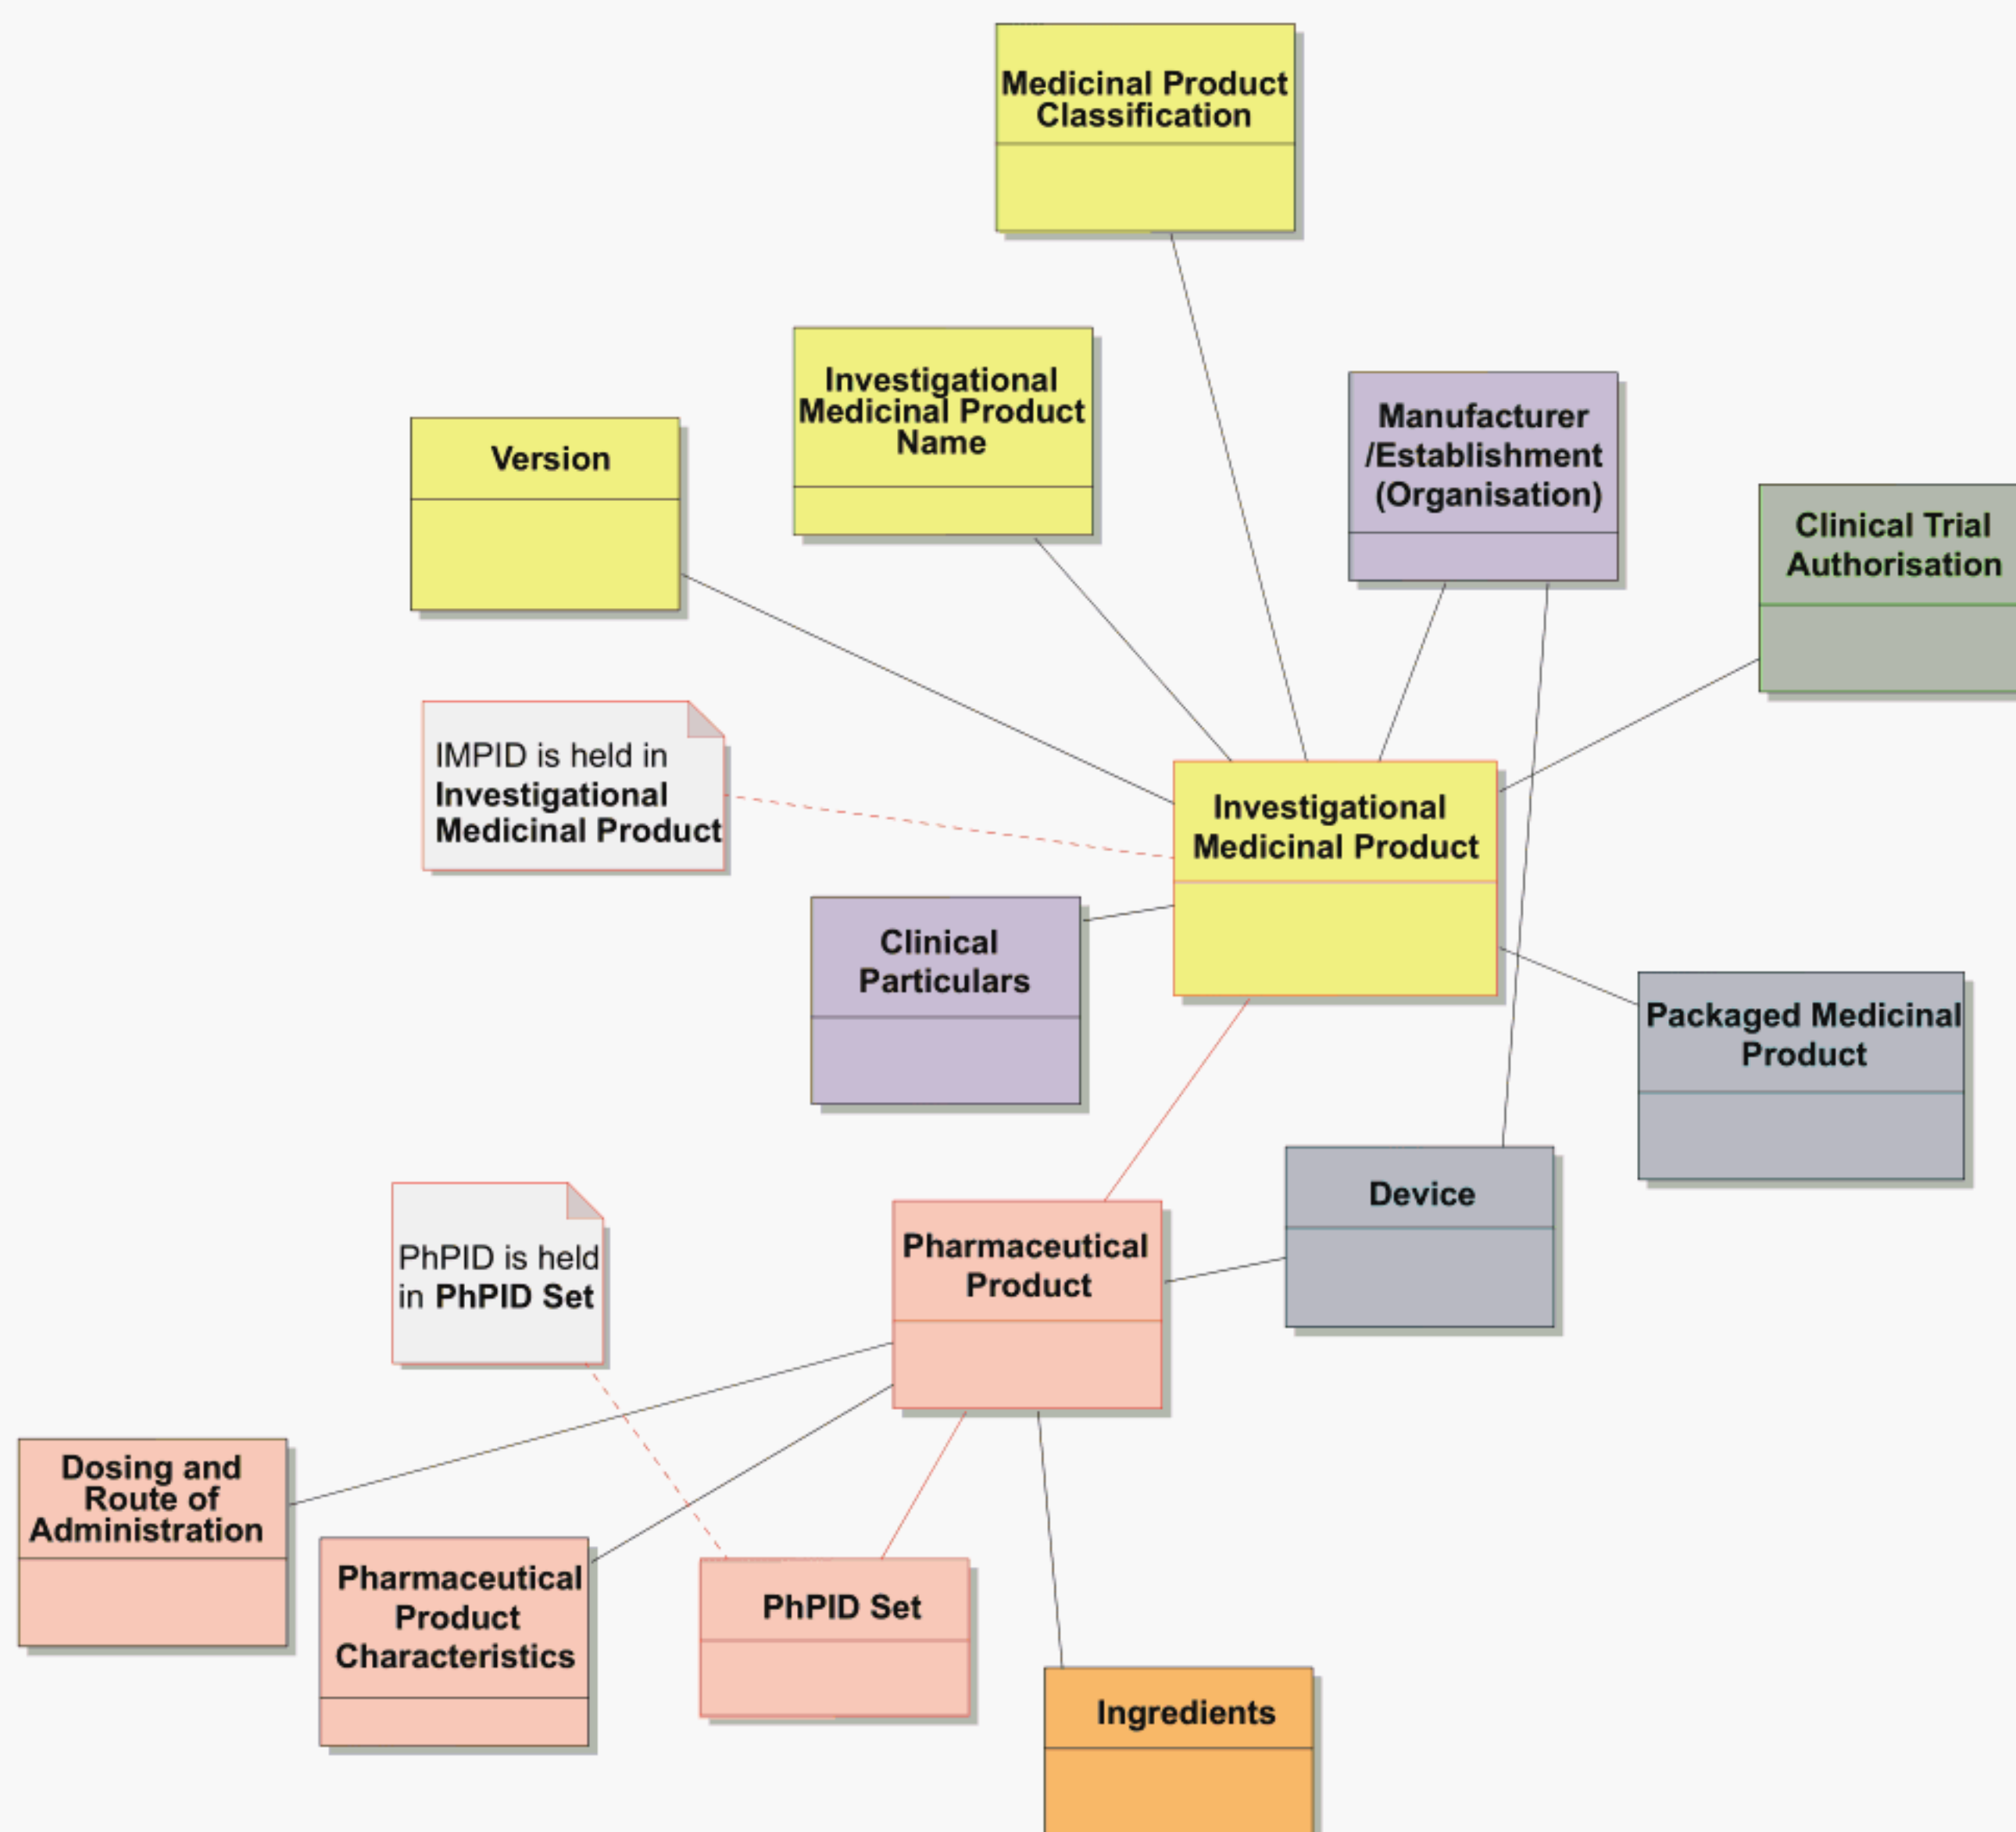 Medicinal Product
Classification
Investigational
Medicinal Product
Name
Manufacturer
/Establishment
(Organisation)
Version
Clinical Trial
Authorisation
IMPID is held in
Investigational
Medicinal Product
Investigational
Medicinal Product
Clinical
Particulars
Packaged Medicinal
Product
Device
PhPID is held
in PhPID Set
Pharmaceutical
Product
Dosing and
Route of
Administration
Pharmaceutical
Product
Characteristics
PhPID Set
Ingredients